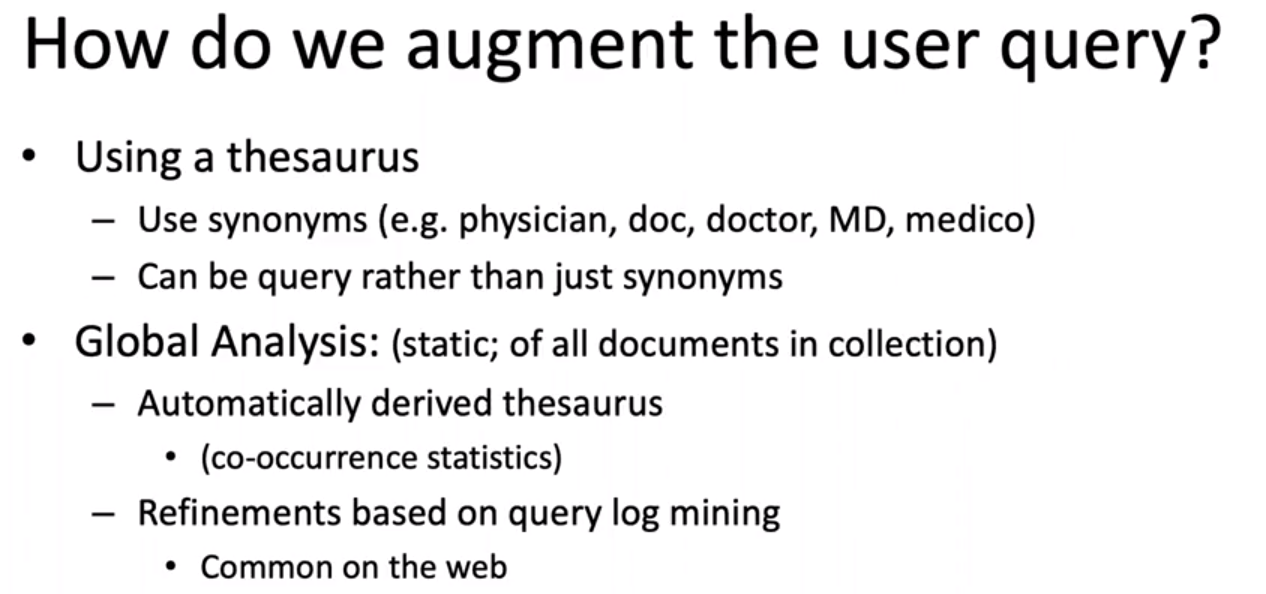 How do we augment the user query?
• Using a thesaurus
– Use synonyms (e.g. physician, doc, doctor, MD, medico)
– Can be query rather than just synonyms
• Global Analysis: (static; of all documents in collection)
– Automatically derived thesaurus
• (co-occurrence statistics)
– Refinements based on query log mining
• Common on the web